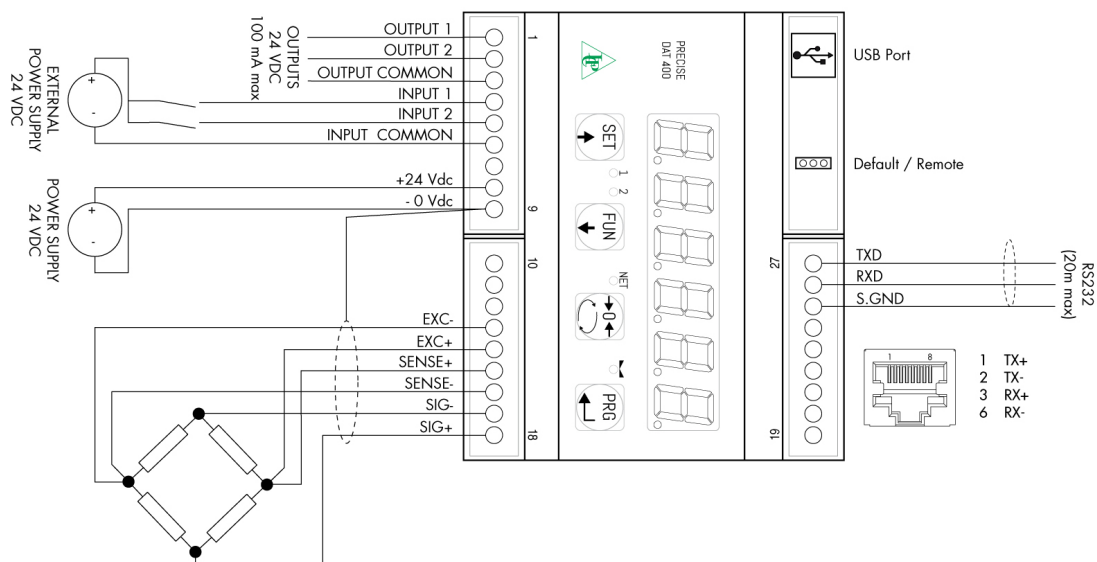 OUTPUT 1
OUTPUT 2
OUTPUT COMMON
INPUT 1
INPUT 2
INPUT COMMON
+24 Vdc
- 0 Vdc
OUTPUTS
24 VDC
100 mA max
EXTERNAL
POWER SUPPLY
24 VDC
+
-
POWER SUPPLY
24 VDC
+
-
EXC-
EXC+
SENSE+
SENSE-
SIG-
SIG+
1
9
10
18
PRECISE
DAT 400
SET
1
2
FUN
NET
0
PRG
27
19
USB Port
Default / Remote
TXD
RXD
S.GND
RS232
(20m max)
1 8
1 TX+
2 TX-
3 RX+
6 RX-